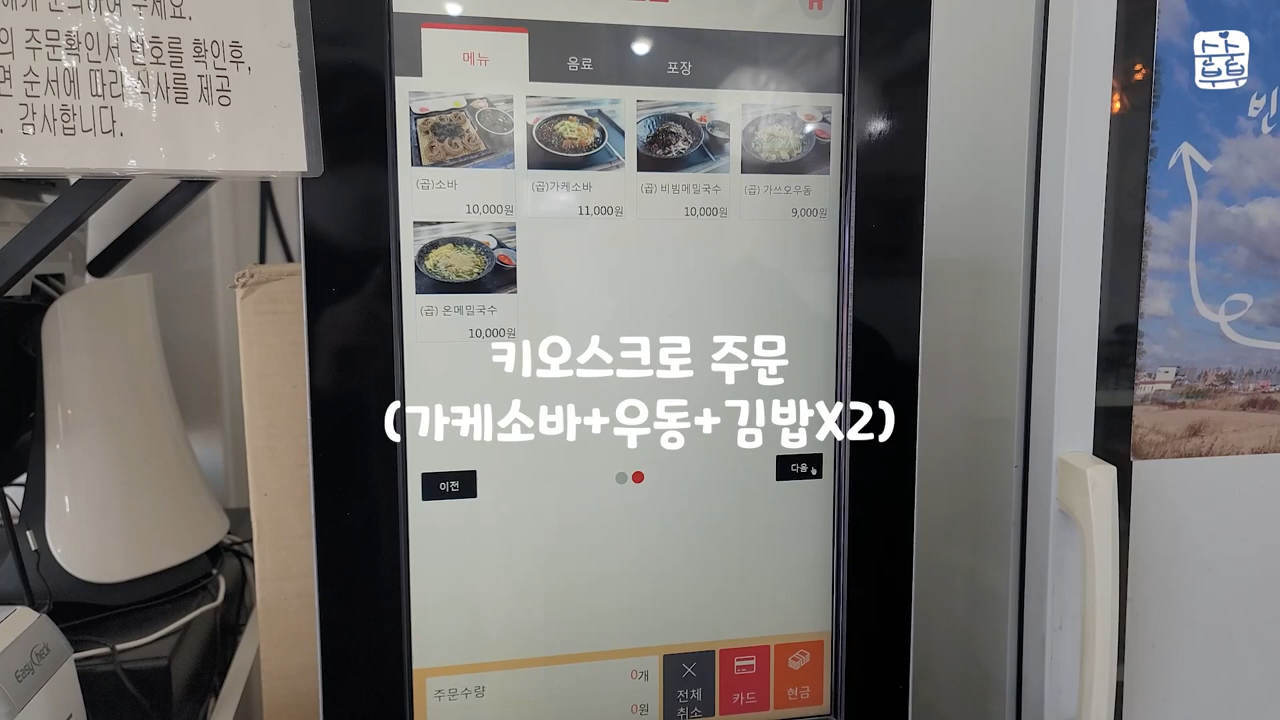 의 주문확인서 번호를 확인후,
면 순서에 따라 식사를 제공
감사합니다.
메뉴
음료
포장
(곱)소바
10,000원
(곱)가케소바
11,000원
(곱) 비빔메밀국수
10,000원
(곱) 가쓰오우동
9,000원
(곱) 온메밀국수
10,000원
키오스크로 주문
(가케소바+우동+김밥X2)
이전
다음
주문수량
0개
0원
전체
취소
카드
현금
EasyCheck
순순
부부
빈